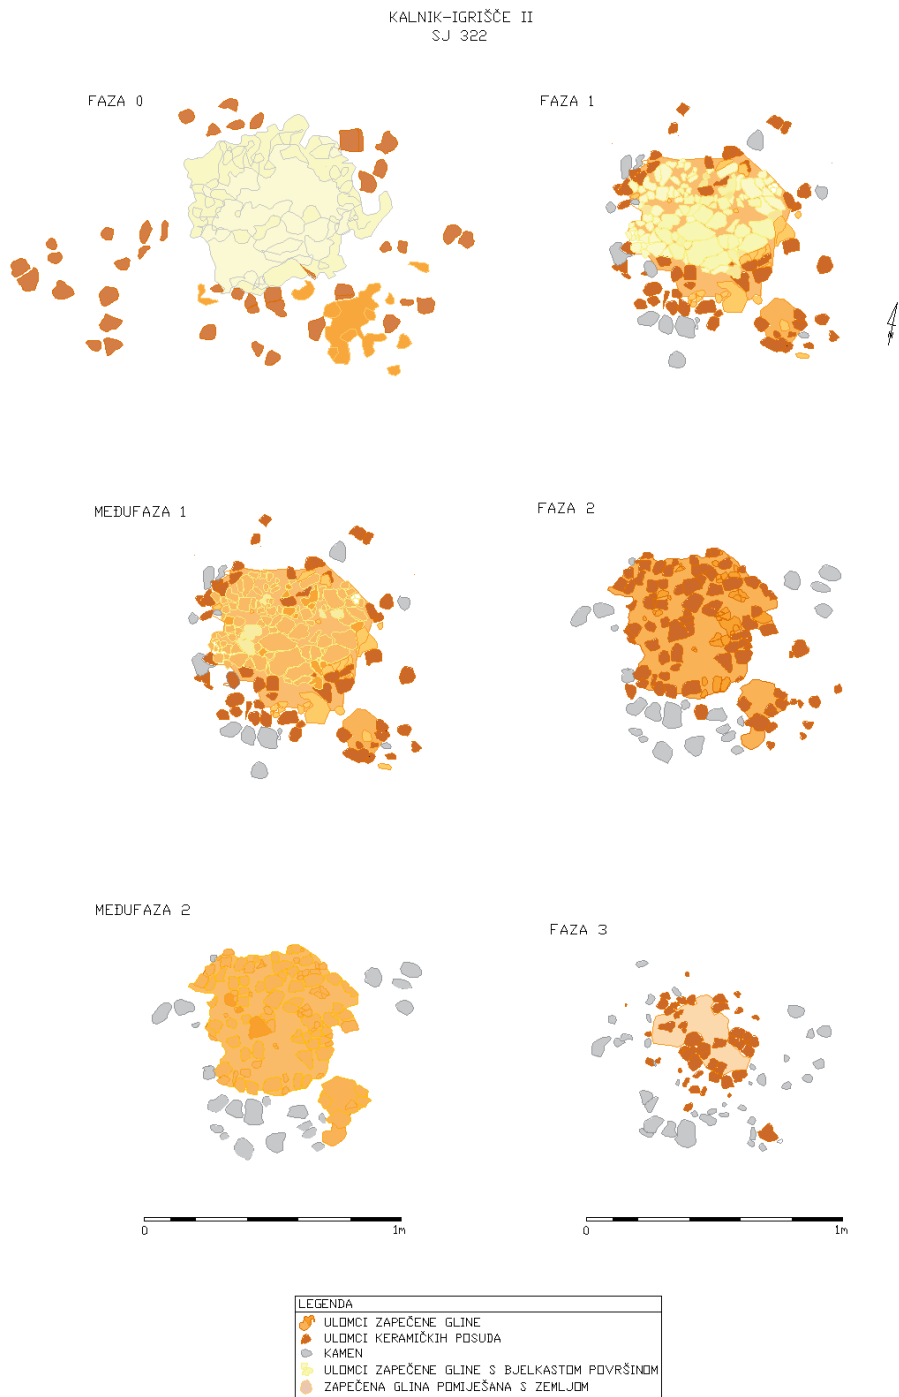 KALNIK-IGRIŠČE II
SJ 322
FAZA 0
FAZA 1
MEĐUFAZA 1
FAZA 2
MEĐUFAZA 2
FAZA 3
0 1m
0 1m
LEGENDA
ULOMCI ZAPEČENE GLINE
ULOMCI KERAMIČKIH POSUDA
KAMEN
ULOMCI ZAPEČENE GLINE S BJELKASTOM POVRŠINOM
ZAPEČENA GLINA POMIJEŠANA S ZEMLJOM